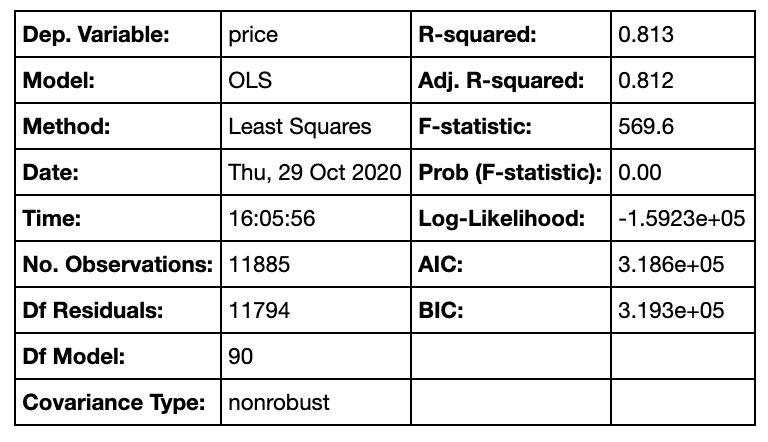 Dep. Variable: price R-squared: 0.813
Model: OLS Adj. R-squared: 0.812
Method: Least Squares F-statistic: 569.6
Date: Thu, 29 Oct 2020 Prob (F-statistic): 0.00
Time: 16:05:56 Log-Likelihood: -1.5923e+05
No. Observations: 11885 AIC: 3.186e+05
Df Residuals: 11794 BIC: 3.193e+05
Df Model: 90
Covariance Type: nonrobust